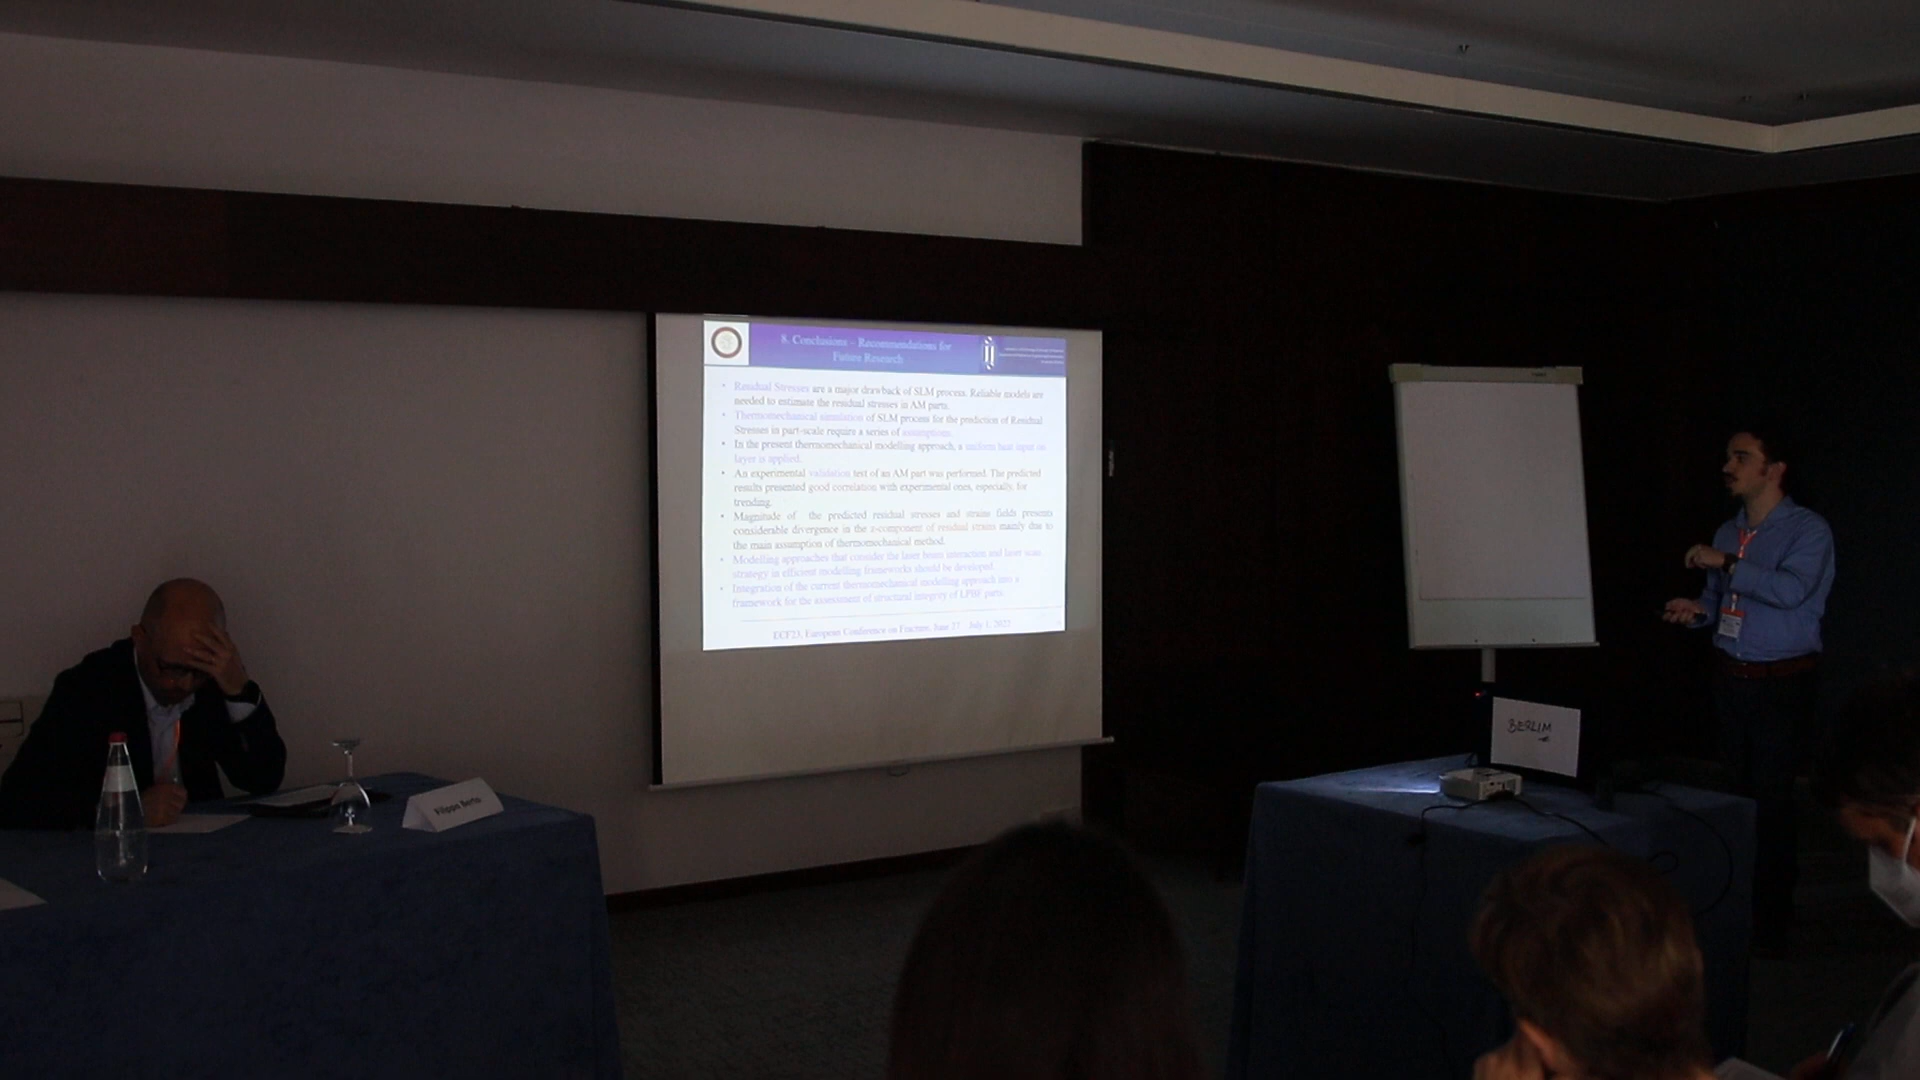 8. Conclusions – Recommendations for
Future Research
• Residual Stresses are a major drawback of SLM process. Reliable models are
needed to estimate the residual stresses in AM parts.
• Thermomechanical simulation of SLM process for the prediction of Residual
Stresses in part-scale require a series of assumptions.
• In the present thermomechanical modelling approach, a uniform heat input on
layer is applied.
• An experimental validation test of an AM part was performed. The predicted
results presented good correlation with experimental ones, especially, for
trending.
• Magnitude of the predicted residual stresses and strains fields presents
considerable divergence in the z-component of residual strains mainly due to
the main assumption of thermomechanical method.
• Modelling approaches that consider the laser beam interaction and laser scan
strategy in efficient modelling frameworks should be developed.
• Integration of the current thermomechanical modelling approach into a
framework for the assessment of structural integrity of LPBF parts.
ECF23, European Conference on Fracture, June 27 – July 1, 2022
BERLIM
Filippo Berto